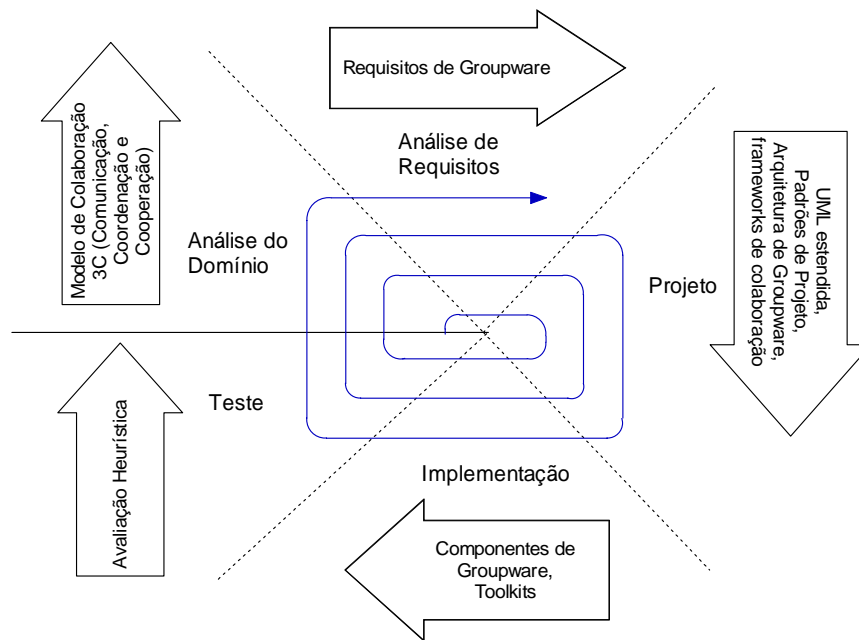 Requisitos de Groupware
Análise de
Requisitos
Modelo de Colaboração
3C (Comunicação,
Coordenação e
Cooperação)
Análise do
Domínio
Projeto
UML estendida,
Padrões de Projeto,
Arquitetura de Groupware,
frameworks de colaboração
Teste
Avaliação Heurística
Implementação
Componentes de
Groupware,
Toolkits